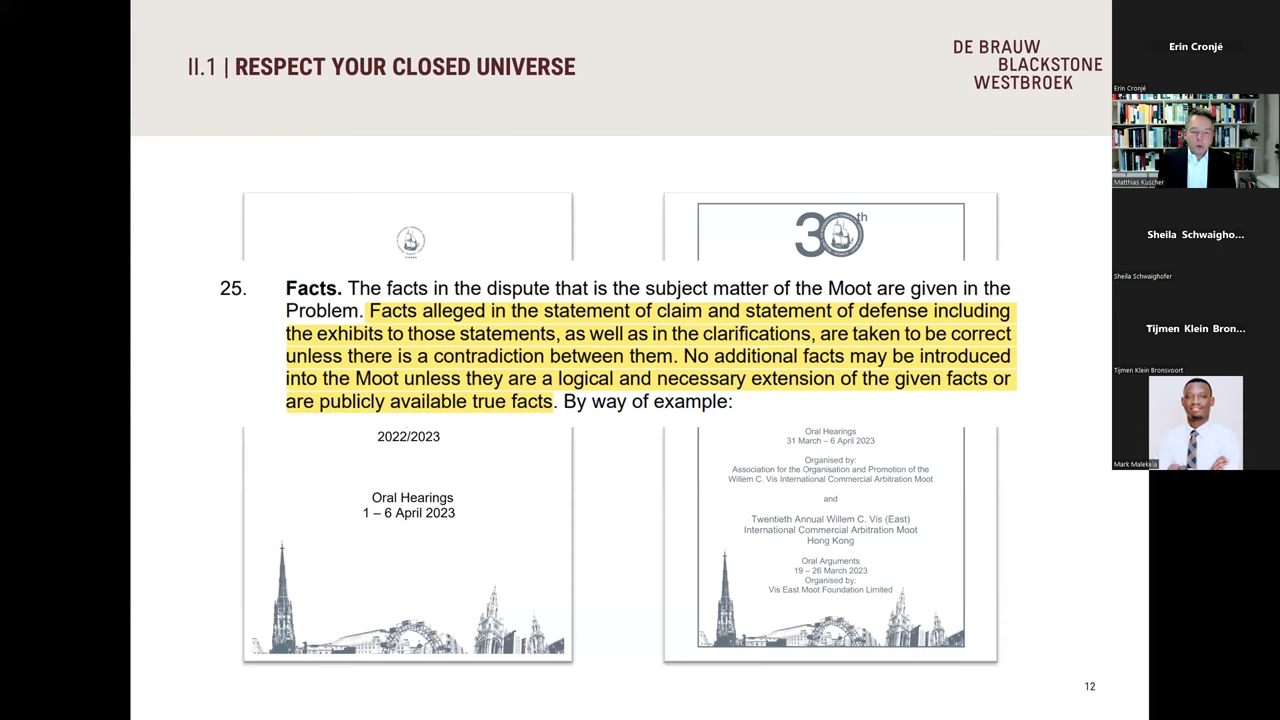 II.1 | RESPECT YOUR CLOSED UNIVERSE
DE BRAUW
BLACKSTONE
WESTBROEK
25. Facts. The facts in the dispute that is the subject matter of the Moot are given in the
Problem. Facts alleged in the statement of claim and statement of defense including
the exhibits to those statements, as well as in the clarifications, are taken to be correct
unless there is a contradiction between them. No additional facts may be introduced
into the Moot unless they are a logical and necessary extension of the given facts or
are publicly available true facts. By way of example:
2022/2023
Oral Hearings
1 – 6 April 2023
30th
Oral Hearings
31 March – 6 April 2023
Organised by:
Association for the Organisation and Promotion of the
Willem C. Vis International Commercial Arbitration Moot
and
Twentieth Annual Willem C. Vis (East)
International Commercial Arbitration Moot
Hong Kong
Oral Arguments
19 – 26 March 2023
Organised by:
Vis East Moot Foundation Limited
12
Erin Cronjé
Erin Cronjé
Matthias Kuscher
Sheila Schwaigho...
Sheila Schwaighofer
Tijmen Klein Bron...
Tijmen Klein Bronsvoort
Mark Malekela